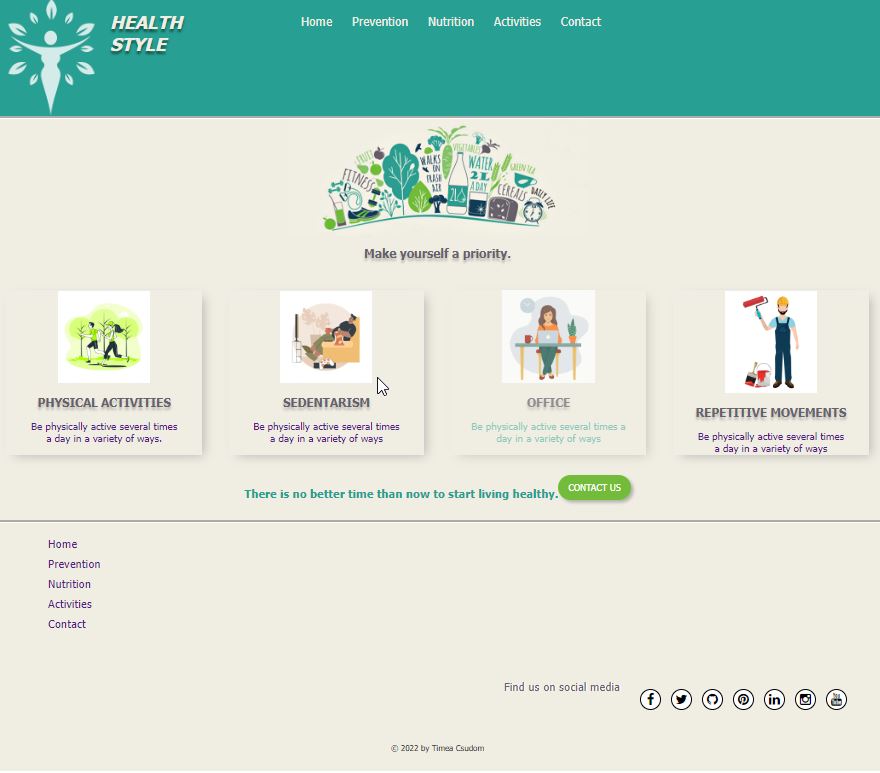 HEALTH
STYLE
Home Prevention Nutrition Activities Contact
FRUIT
FITNESS
WALKS
ON
FRASH
AIR
VEGETABLES
WATER
2L
A DAY
2L
GREEN TEA
CEREALS
DAILY LIFE
Make yourself a priority.
PHYSICAL ACTIVITIES
Be physically active several times
a day in a variety of ways.
SEDENTARISM
Be physically active several times
a day in a variety of ways
OFFICE
Be physically active several times a
day in a variety of ways
REPETITIVE MOVEMENTS
Be physically active several times
a day in a variety of ways
There is no better time than now to start living healthy. CONTACT US
Home
Prevention
Nutrition
Activities
Contact
Find us on social media
© 2022 by Timea Csudom